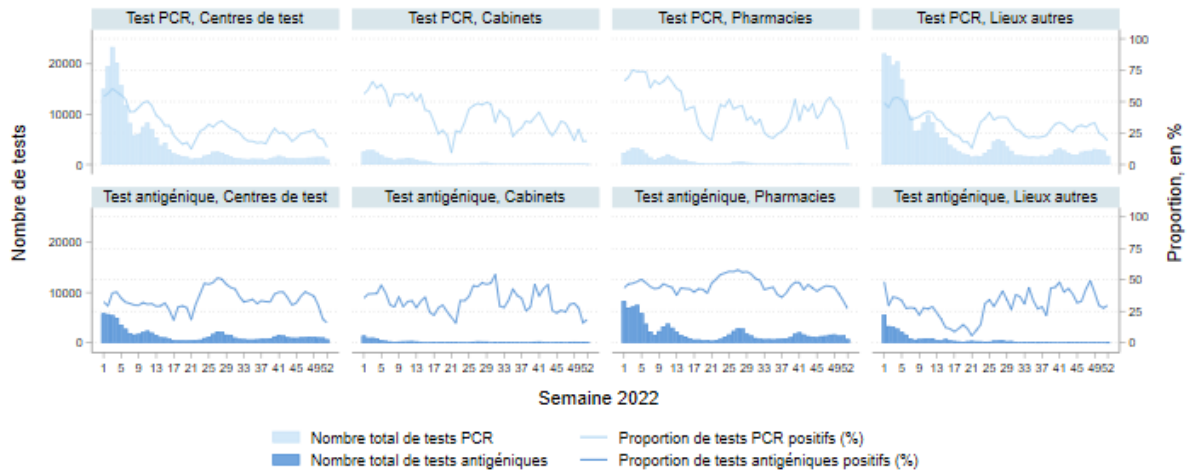 Test PCR, Centres de test
Test PCR, Cabinets
Test PCR, Pharmacies
Test PCR, Lieux autres
20000
10000
0
100
75
50
25
0
Test antigénique, Centres de test
Test antigénique, Cabinets
Test antigénique, Pharmacies
Test antigénique, Lieux autres
20000
10000
0
100
75
50
25
0
Nombre de tests
Proportion, en %
1 5 9 13 17 21 25 29 33 37 41 45 4952
1 5 9 13 17 21 25 29 33 37 41 45 4952
1 5 9 13 17 21 25 29 33 37 41 45 4952
1 5 9 13 17 21 25 29 33 37 41 45 4952
Semaine 2022
Nombre total de tests PCR
Proportion de tests PCR positifs (%)
Nombre total de tests antigéniques
Proportion de tests antigéniques positifs (%)